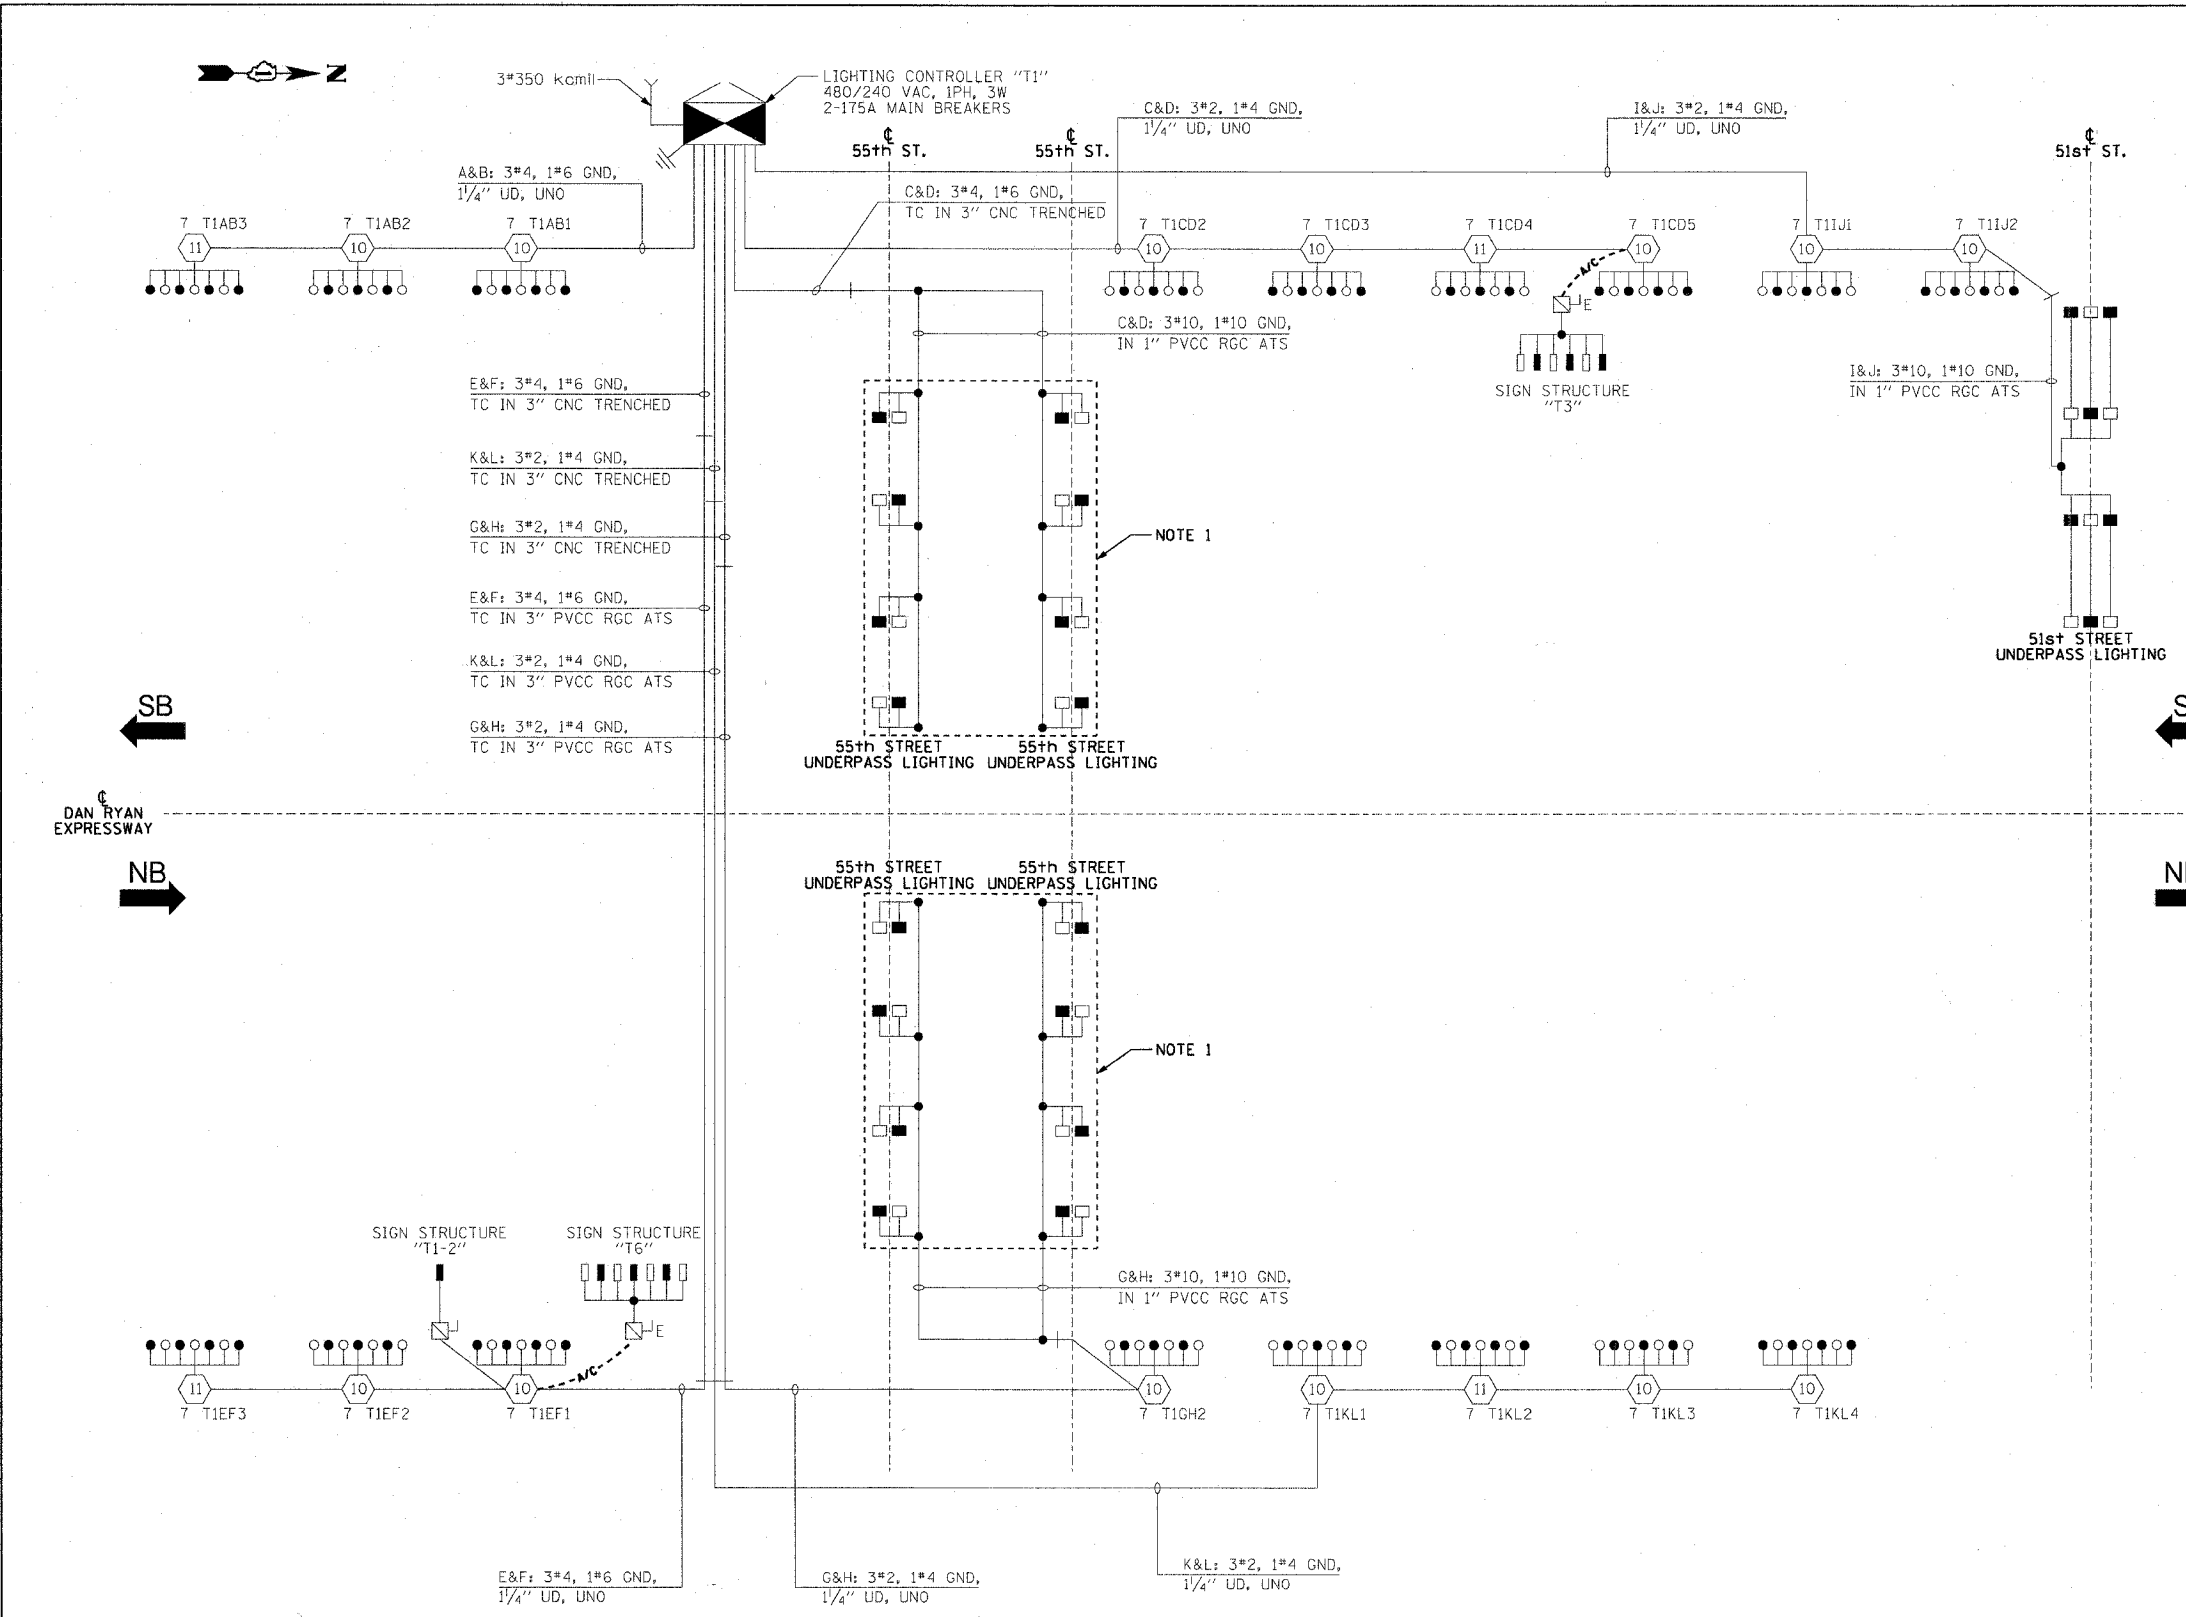 N
3#350 kcmil
LIGHTING CONTROLLER "T1"
480/240 VAC, 1PH, 3W
2-175A MAIN BREAKERS
C&D: 3#2, 1#4 GND,
1 1/4" UD, UNO
I&J: 3#2, 1#4 GND,
1 1/4" UD, UNO
℄
55th ST.
℄
55th ST.
℄
51st ST.
A&B: 3#4, 1#6 GND,
1 1/4" UD, UNO
C&D: 3#4, 1#6 GND,
TC IN 3" CNC TRENCHED
7 T1AB3
11
7 T1AB2
10
7 T1AB1
10
7 T1CD2
10
7 T1CD3
10
7 T1CD4
11
7 T1CD5
10
7 T1IJ1
10
7 T1IJ2
10
A/C
E
SIGN STRUCTURE
"T3"
C&D: 3#10, 1#10 GND,
IN 1" PVCC RGC ATS
I&J: 3#10, 1#10 GND,
IN 1" PVCC RGC ATS
E&F: 3#4, 1#6 GND,
TC IN 3" CNC TRENCHED
K&L: 3#2, 1#4 GND,
TC IN 3" CNC TRENCHED
G&H: 3#2, 1#4 GND,
TC IN 3" CNC TRENCHED
NOTE 1
E&F: 3#4, 1#6 GND,
TC IN 3" PVCC RGC ATS
K&L: 3#2, 1#4 GND,
TC IN 3" PVCC RGC ATS
G&H: 3#2, 1#4 GND,
TC IN 3" PVCC RGC ATS
51st STREET
UNDERPASS LIGHTING
SB
S
55th STREET
UNDERPASS LIGHTING
55th STREET
UNDERPASS LIGHTING
℄
DAN RYAN
EXPRESSWAY
NB
55th STREET
UNDERPASS LIGHTING
55th STREET
UNDERPASS LIGHTING
NOTE 1
SIGN STRUCTURE
"T1-2"
SIGN STRUCTURE
"T6"
E
A/C
G&H: 3#10, 1#10 GND,
IN 1" PVCC RGC ATS
11
7 T1EF3
10
7 T1EF2
10
7 T1EF1
10
7 T1GH2
10
7 T1KL1
11
7 T1KL2
10
7 T1KL3
10
7 T1KL4
E&F: 3#4, 1#6 GND,
1 1/4" UD, UNO
G&H: 3#2, 1#4 GND,
1 1/4" UD, UNO
K&L: 3#2, 1#4 GND,
1 1/4" UD, UNO